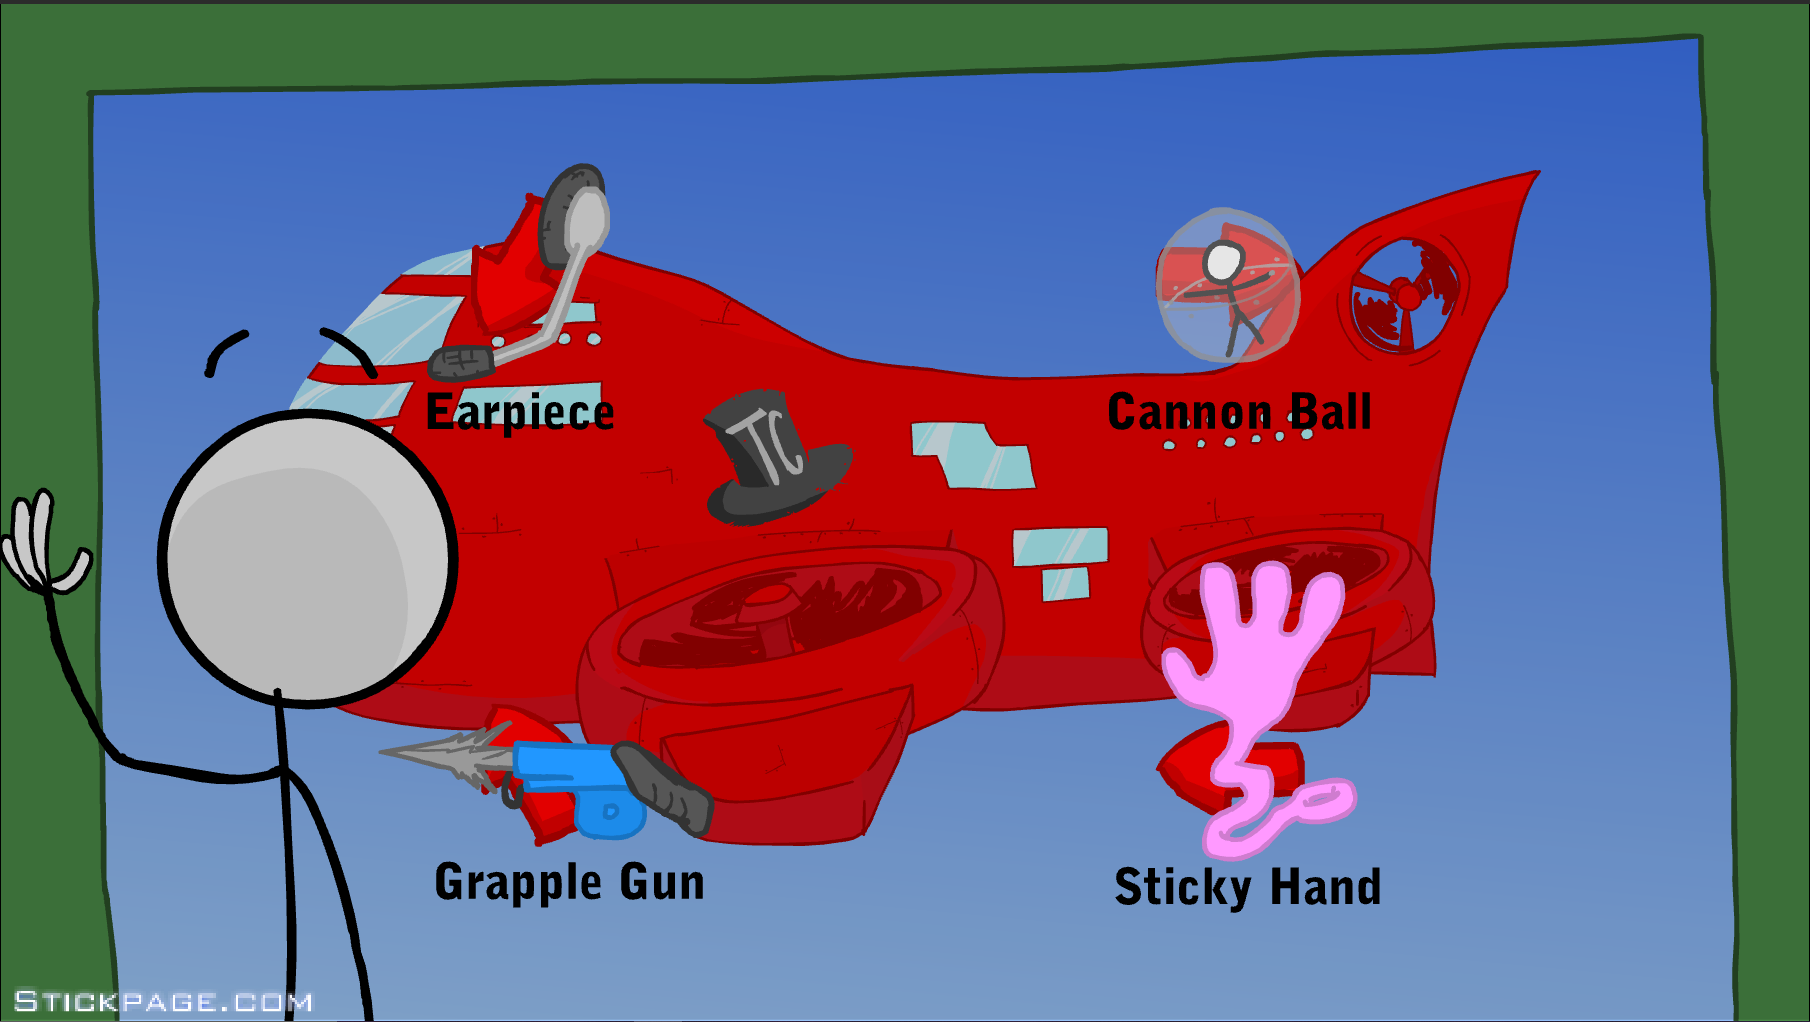 Earpiece
Cannon Ball
TC
Grapple Gun
Sticky Hand
STICKPAGE.COM